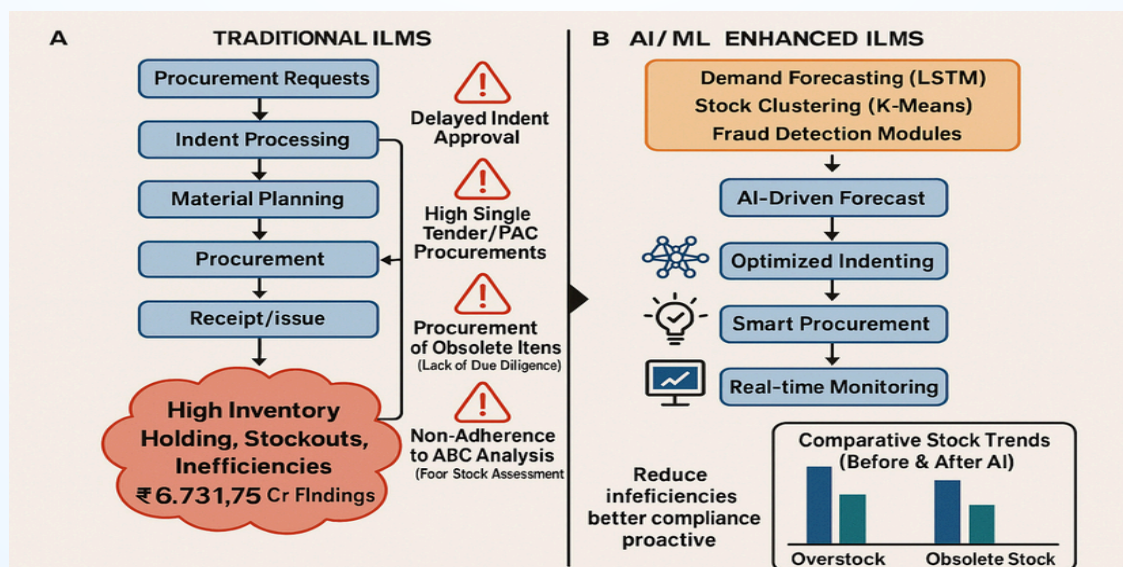 A
TRADITIONNAL ILMS
Procurement Requests
Indent Processing
Material Planning
Procurement
Receipt/issue
High Inventory
Holding, Stockouts,
Inefficiencies
₹6.731,75 Cr FIndings
Delayed Indent
Approval
High Single
Tender/PAC
Procurements
Procurement
of Obsolete Itens
(Lack of Due Diligence)
Non-Adherence
to ABC Analysis
(Foor Stock Assessment
B AI/ML ENHANCED ILMS
Demand Forecasting (LSTM)
Stock Clustering (K-Means)
Fraud Detection Modules
AI-Driven Forecast
Optimized Indenting
Smart Procurement
Real-time Monitoring
Reduce
infeficiencies
better compliance
proactive
Comparative Stock Trends
(Before & After AI)
Overstock
Obsolete Stock